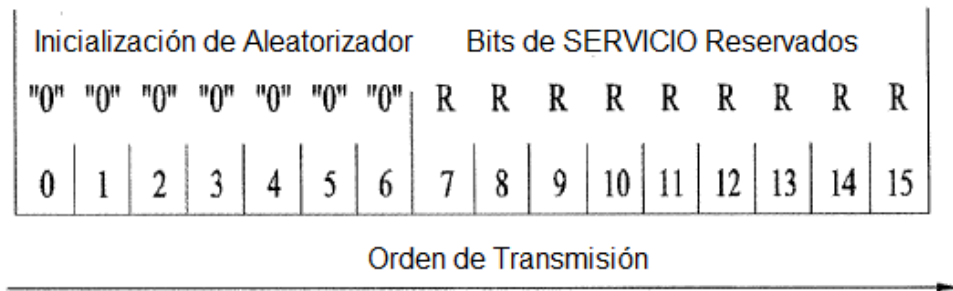 Inicialización de Aleatorizador Bits de SERVICIO Reservados
"0" "0" "0" "0" "0" "0" "0" R R R R R R R R R
0 1 2 3 4 5 6 7 8 9 10 11 12 13 14 15
Orden de Transmisión